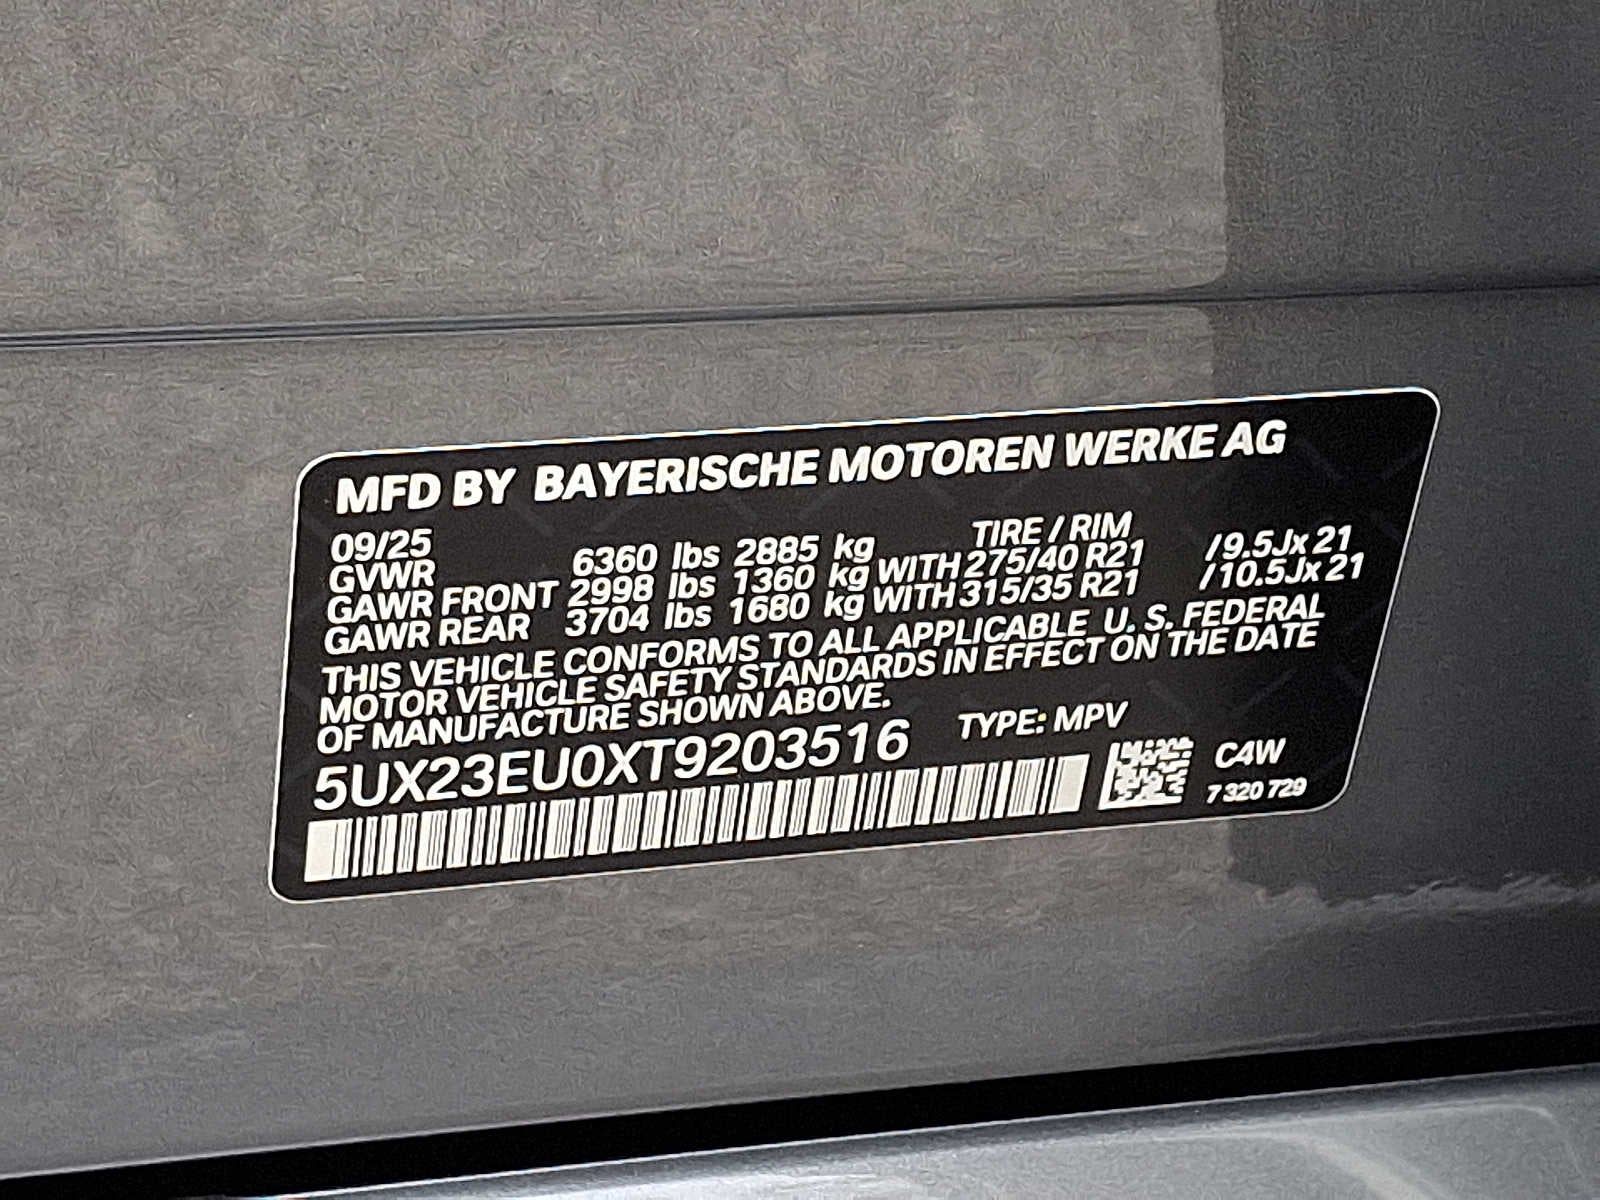 MFD BY BAYERISCHE MOTOREN WERKE AG
09/25 TIRE / RIM
GVWR 6360 lbs 2885 kg
GAWR FRONT 2998 lbs 1360 kg WITH 275/40 R21 /9.5Jx 21
GAWR REAR 3704 lbs 1680 kg WITH 315/35 R21 /10.5Jx 21
THIS VEHICLE CONFORMS TO ALL APPLICABLE U. S. FEDERAL
MOTOR VEHICLE SAFETY STANDARDS IN EFFECT ON THE DATE
OF MANUFACTURE SHOWN ABOVE.
5UX23EU0XT9203516 TYPE: MPV
C4W
7 320 729